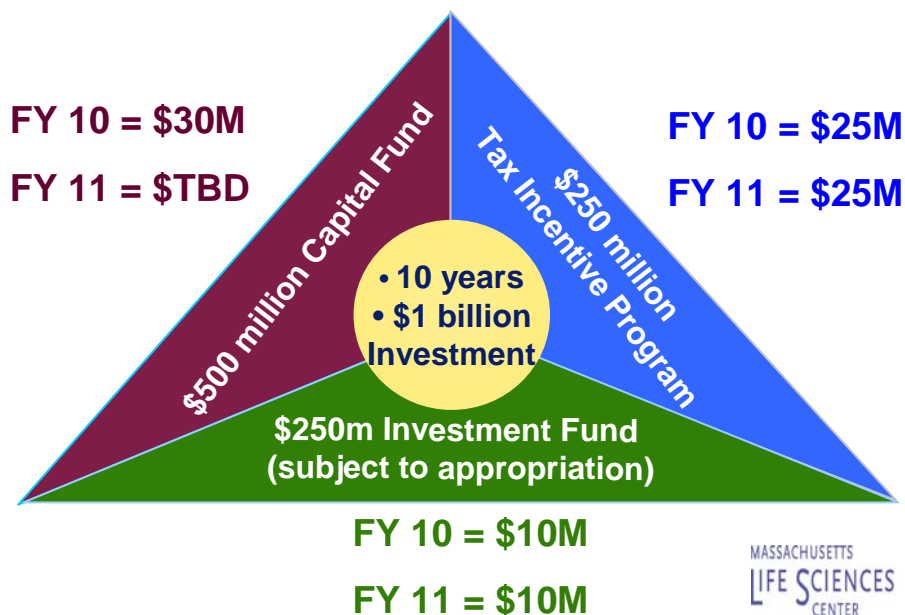 FY 10 = $30M
FY 11 = $TBD
$500 million Capital Fund
$250 million
Tax Incentive Program
FY 10 = $25M
FY 11 = $25M
• 10 years
• $1 billion
Investment
$250m Investment Fund
(subject to appropriation)
FY 10 = $10M
FY 11 = $10M
MASSACHUSETTS
LIFE SCIENCES
CENTER